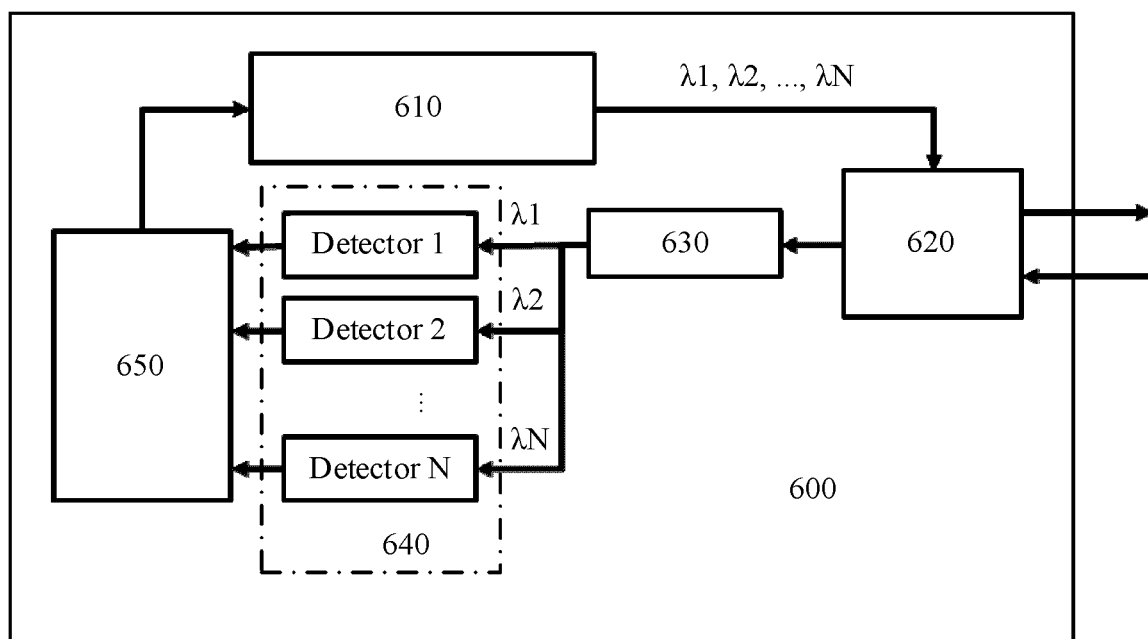 λ1, λ2, ..., λN
610
λ1
Detector 1
630
620
λ2
Detector 2
650
...
λN
Detector N
600
640